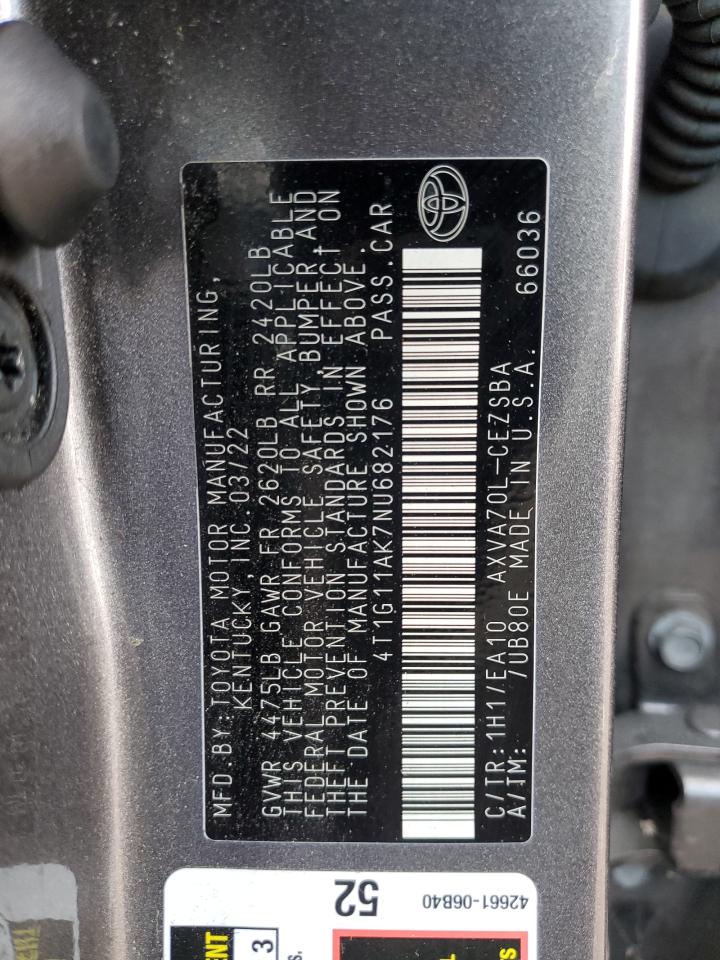 MFD.BY:TOYOTA MOTOR MANUFACTURING,
KENTUCKY,INC.03/22
GVWR 4475LB GAWR FR 2620LB RR 2420LB
THIS VEHICLE CONFORMS TO ALL APPLICABLE
FEDERAL MOTOR VEHICLE SAFETY,BUMPER,AND
THEFT PREVENTION STANDARDS IN EFFECT ON
THE DATE OF MANUFACTURE SHOWN ABOVE.
4T1G11AK7NU682176 PASS.CAR
C/TR:1H1/EA10 AXVA70L-CEZSBA 66036
A/TM: 7UB80E MADE IN U.S.A.
52
42661-06B40
3